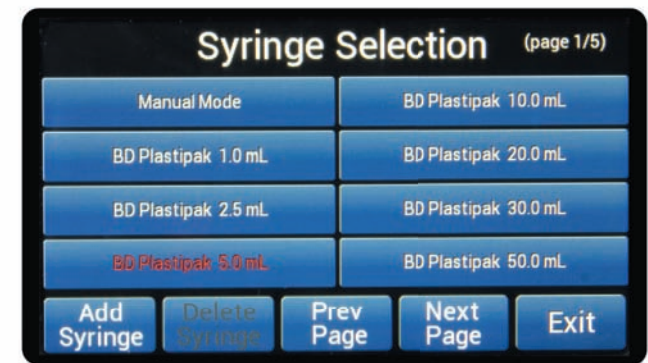 Syringe Selection (page 1/5)
Manual Mode
BD Plastipak 10.0 mL
BD Plastipak 1.0 mL
BD Plastipak 20.0 mL
BD Plastipak 2.5 mL
BD Plastipak 30.0 mL
BD Plastipak 5.0 mL
BD Plastipak 50.0 mL
Add Syringe
Delete Syringe
Prev Page
Next Page
Exit